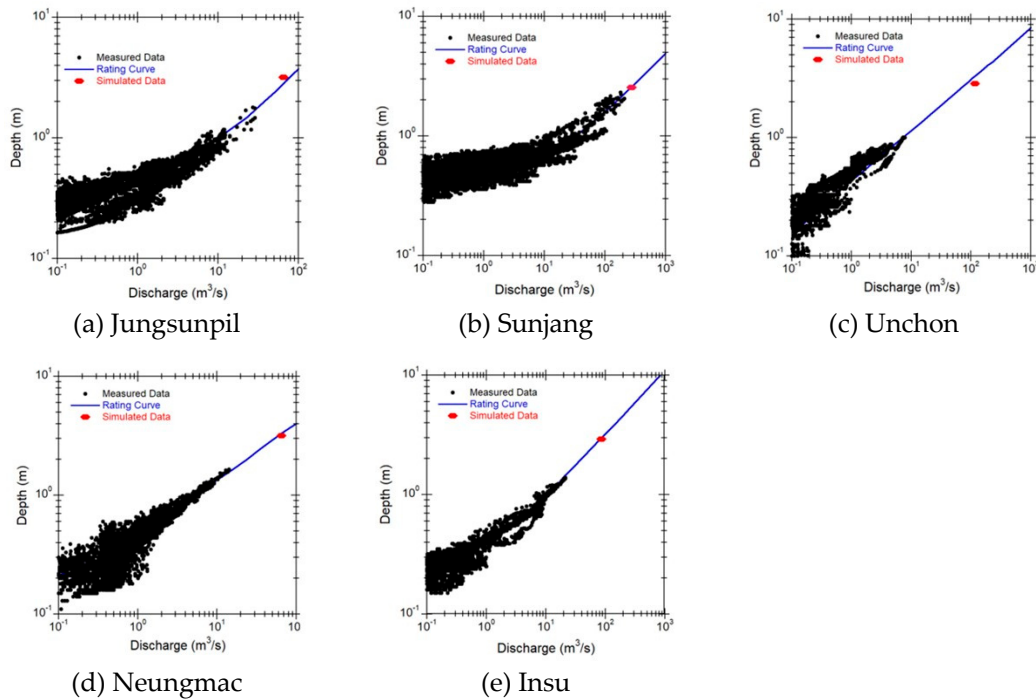 10¹
Measured Data
Rating Curve
Simulated Data
Depth (m)
10⁰
10⁻¹
10⁻¹ 10⁰ 10¹ 10²
Discharge (m³/s)
(a) Jungsunpil
10¹
Measured Data
Rating Curve
Simulated Data
Depth (m)
10⁰
10⁻¹
10⁻¹ 10⁰ 10¹ 10² 10³
Discharge (m³/s)
(b) Sunjang
10¹
Measured Data
Rating Curve
Simulated Data
Depth (m)
10⁰
10⁻¹
10⁻¹ 10⁰ 10¹ 10² 10³
Discharge (m³/s)
(c) Unchon
10¹
Measured Data
Rating Curve
Simulated Data
Depth (m)
10⁰
10⁻¹
10⁻¹ 10⁰ 10¹ 10
Discharge (m³/s)
(d) Neungmac
10¹
Measured Data
Rating Curve
Simulated Data
Depth (m)
10⁰
10⁻¹
10⁻¹ 10⁰ 10¹ 10² 10³
Discharge (m³/s)
(e) Insu